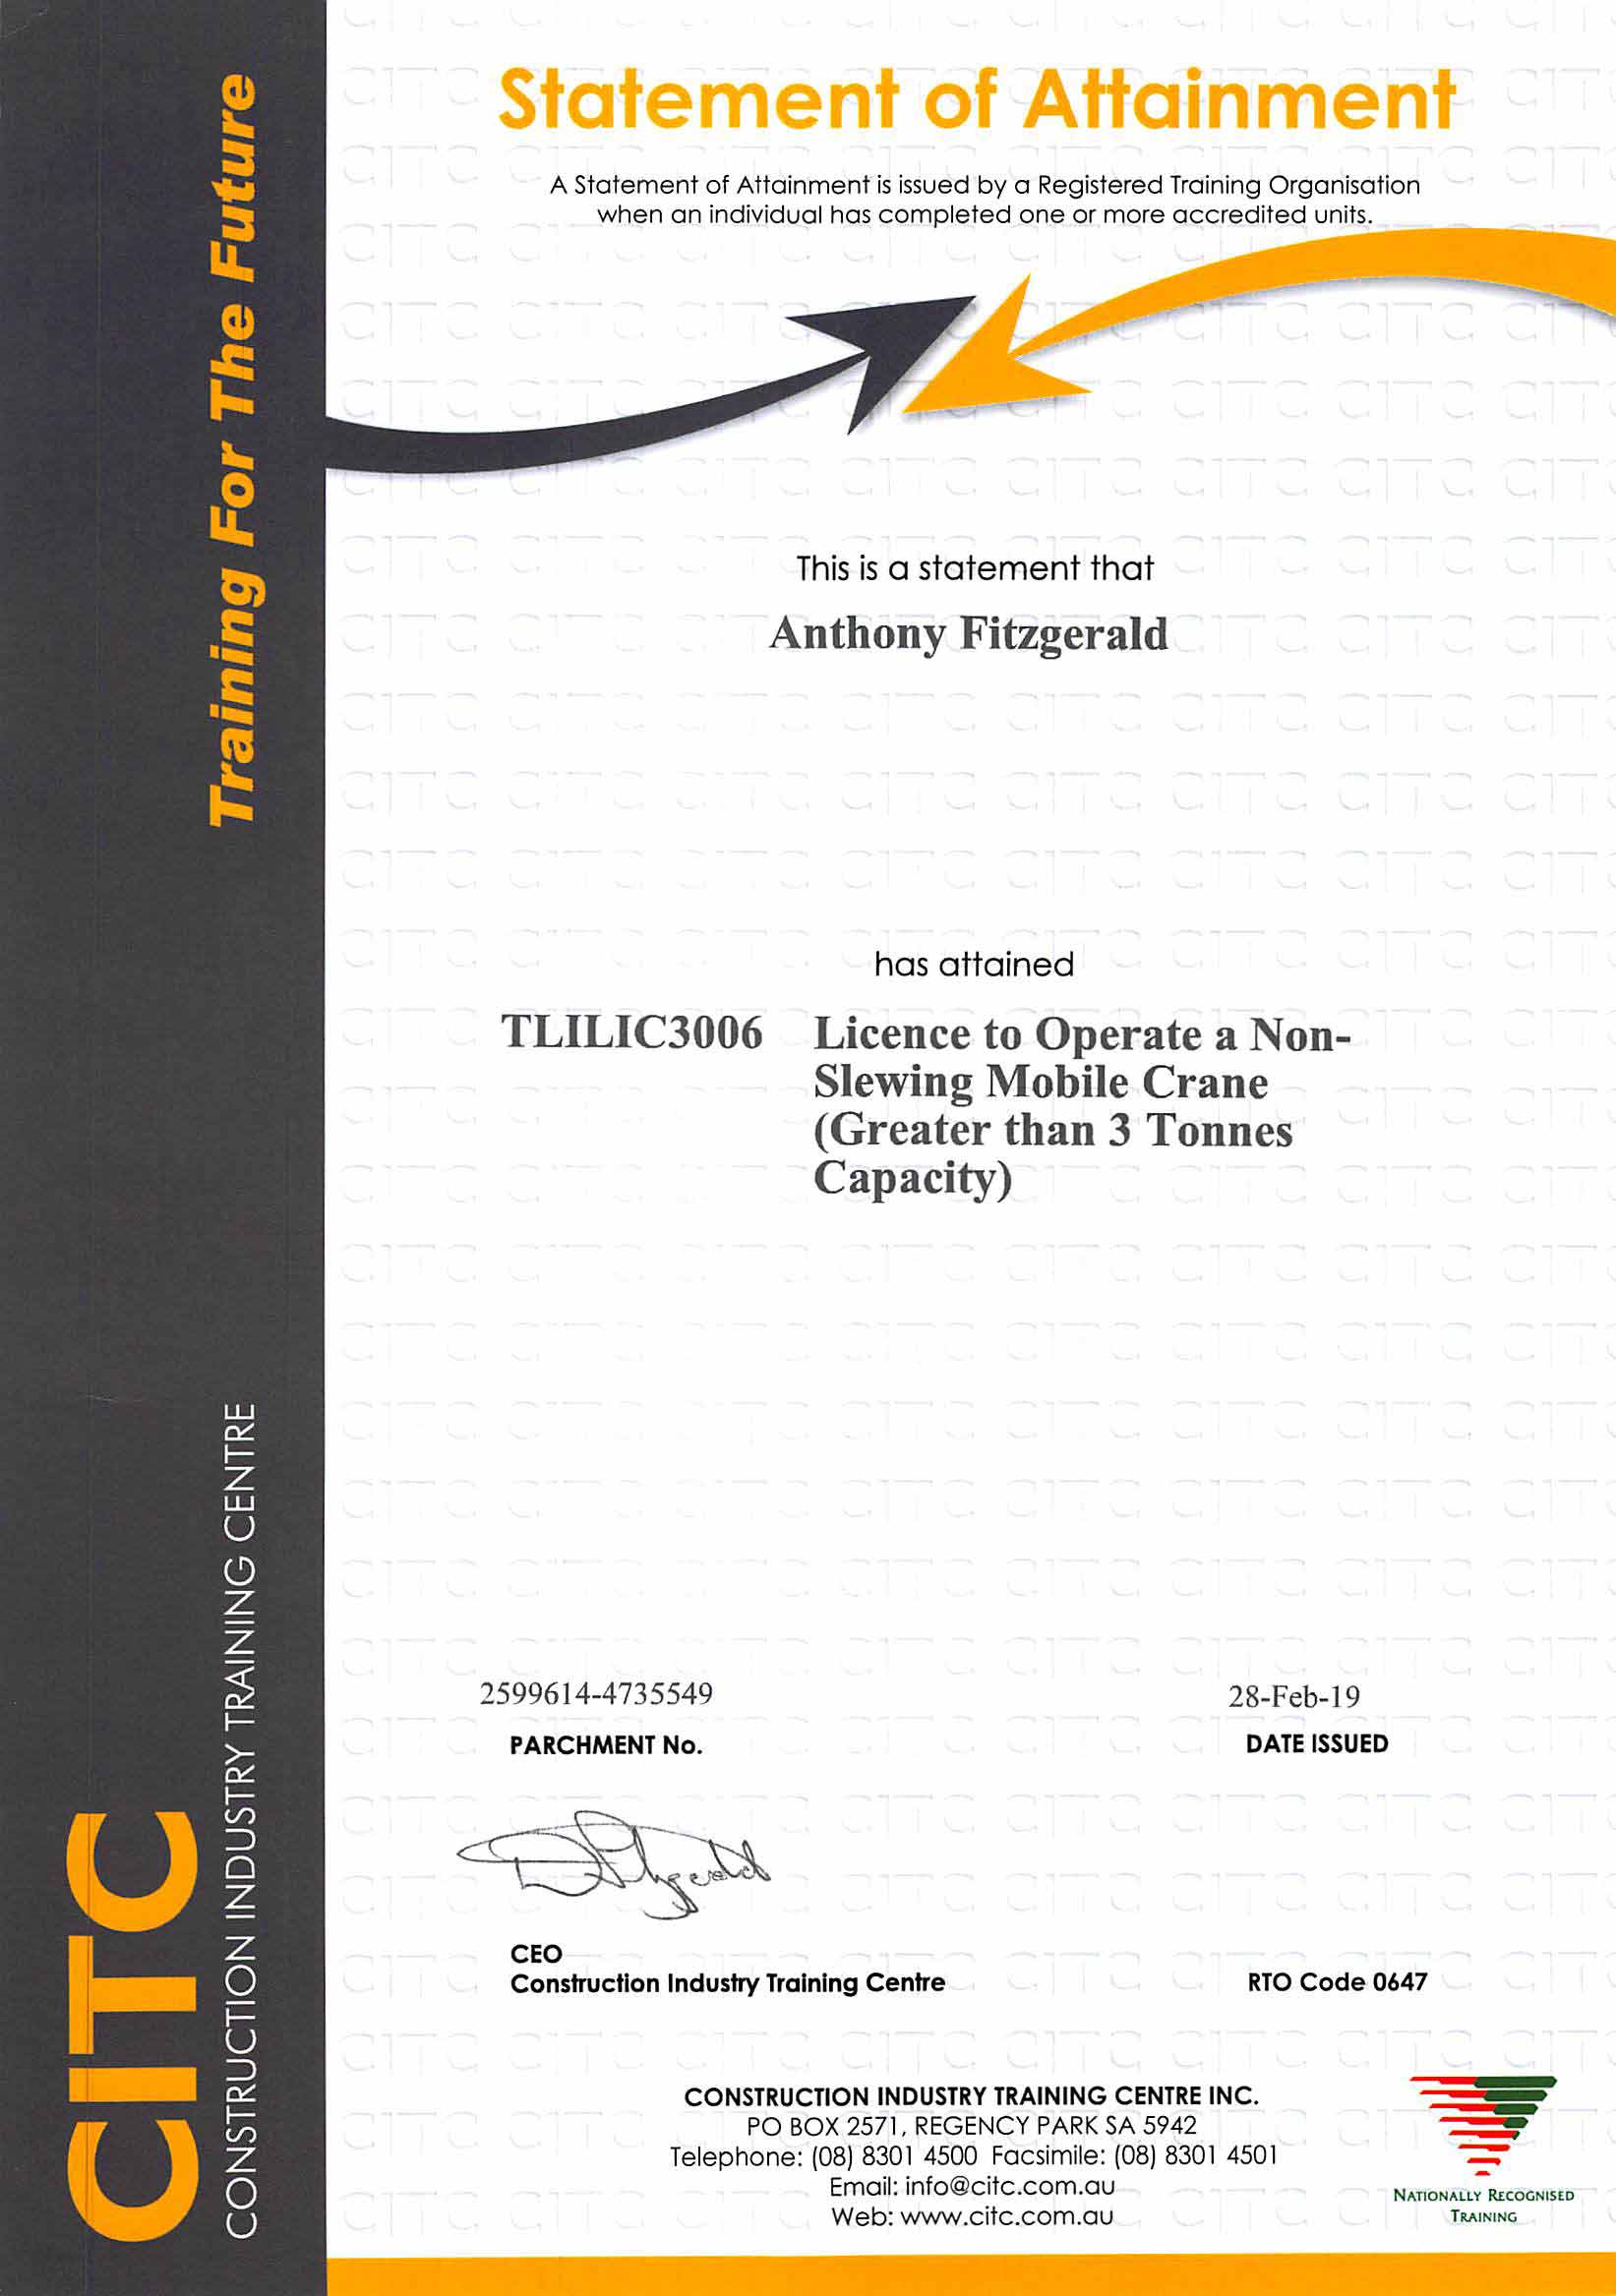 Statement of Attainment
A Statement of Attainment is issued by a Registered Training Organisation
when an individual has completed one or more accredited units.
Training For The Future
This is a statement that
Anthony Fitzgerald
has attained
TLILIC3006 Licence to Operate a Non-
Slewing Mobile Crane
(Greater than 3 Tonnes
Capacity)
2599614-4735549 28-Feb-19
PARCHMENT No. DATE ISSUED
D Fitzgerald
CEO
Construction Industry Training Centre RTO Code 0647
CONSTRUCTION INDUSTRY TRAINING CENTRE INC.
PO BOX 2571, REGENCY PARK SA 5942
Telephone: (08) 8301 4500 Facsimile: (08) 8301 4501
Email: info@citc.com.au
Web: www.citc.com.au
NATIONALLY RECOGNISED
TRAINING
CITC
CONSTRUCTION INDUSTRY TRAINING CENTRE